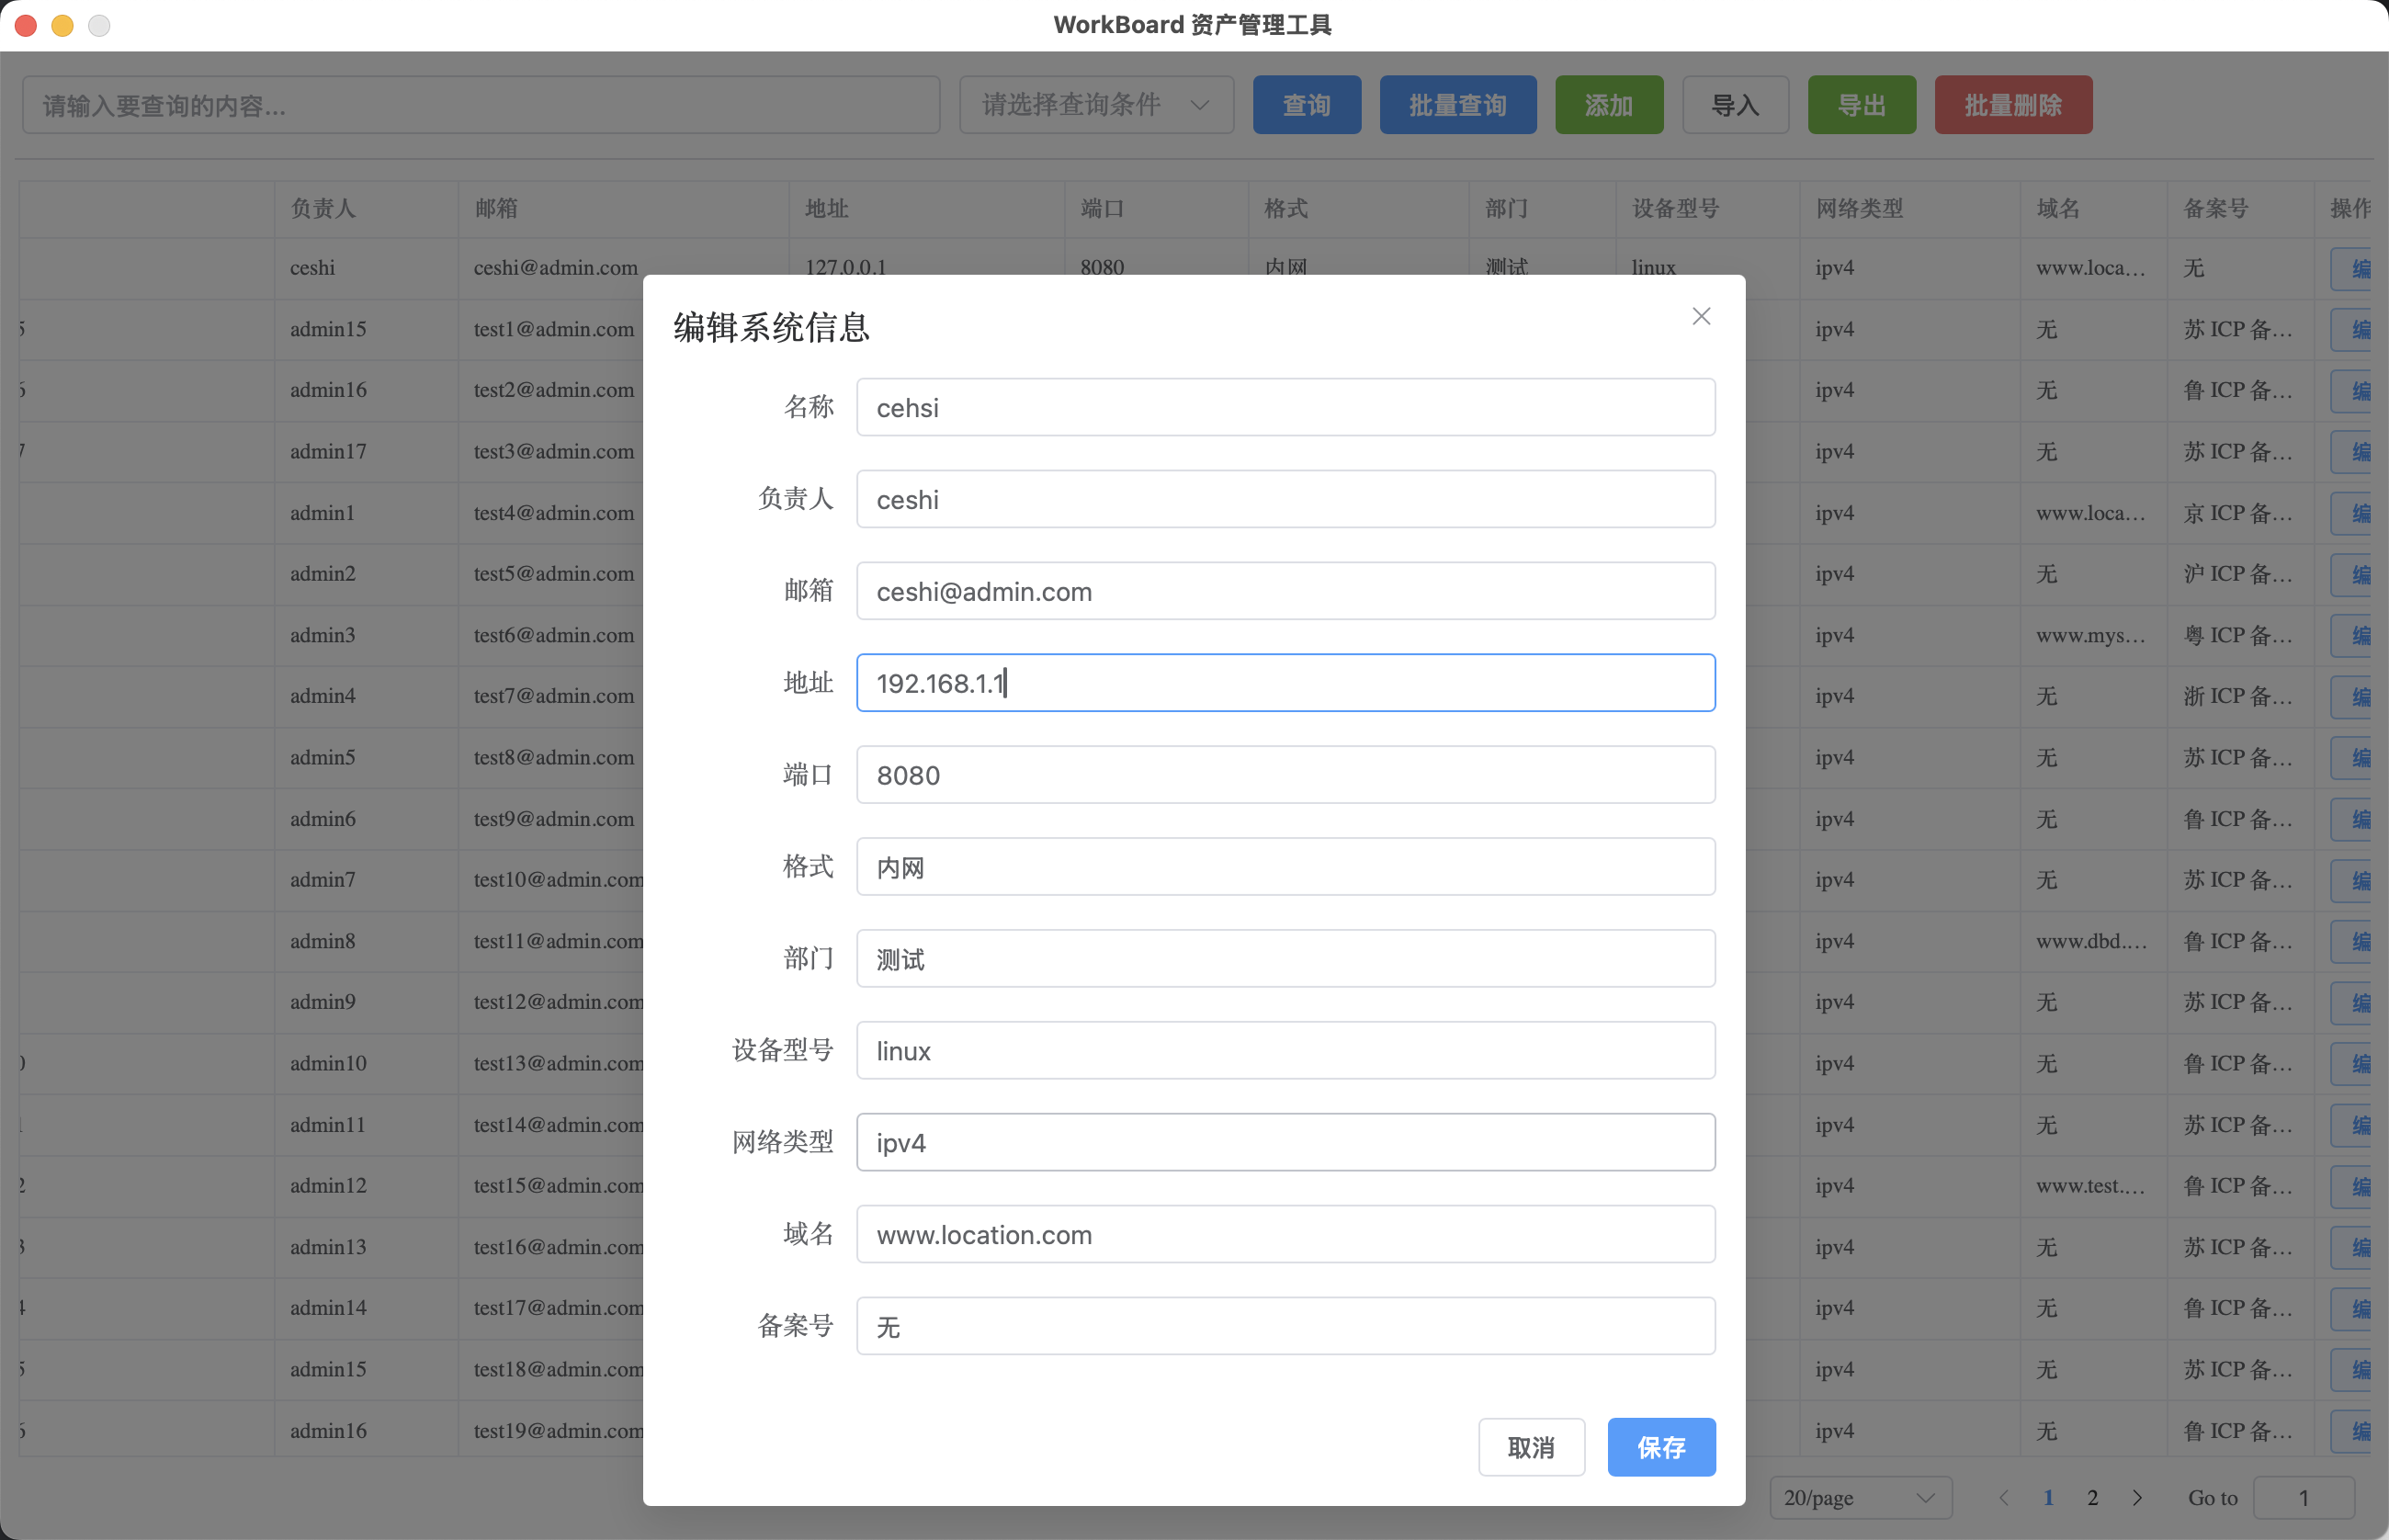 WorkBoard 资产管理工具
请输入要查询的内容... 请选择查询条件 查询 批量查询 添加 导入 导出 批量删除
负责人 邮箱 地址 端口 格式 部门 设备型号 网络类型 域名 备案号 操作
ceshi ceshi@admin.com 127.0.0.1 8080 内网 测试 linux ipv4 www.loca... 无 编
5 admin15 test1@admin.com ipv4 无 苏 ICP 备... 编
6 admin16 test2@admin.com ipv4 无 鲁 ICP 备... 编
7 admin17 test3@admin.com ipv4 无 苏 ICP 备... 编
admin1 test4@admin.com ipv4 www.loca... 京 ICP 备... 编
admin2 test5@admin.com ipv4 无 沪 ICP 备... 编
admin3 test6@admin.com ipv4 www.mys... 粤 ICP 备... 编
admin4 test7@admin.com ipv4 无 浙 ICP 备... 编
admin5 test8@admin.com ipv4 无 苏 ICP 备... 编
admin6 test9@admin.com ipv4 无 鲁 ICP 备... 编
admin7 test10@admin.com ipv4 无 苏 ICP 备... 编
admin8 test11@admin.com ipv4 www.dbd.... 鲁 ICP 备... 编
admin9 test12@admin.com ipv4 无 苏 ICP 备... 编
0 admin10 test13@admin.com ipv4 无 鲁 ICP 备... 编
1 admin11 test14@admin.com ipv4 无 苏 ICP 备... 编
2 admin12 test15@admin.com ipv4 www.test.... 鲁 ICP 备... 编
3 admin13 test16@admin.com ipv4 无 苏 ICP 备... 编
4 admin14 test17@admin.com ipv4 无 鲁 ICP 备... 编
5 admin15 test18@admin.com ipv4 无 苏 ICP 备... 编
6 admin16 test19@admin.com ipv4 无 鲁 ICP 备... 编
编辑系统信息
名称 cehsi
负责人 ceshi
邮箱 ceshi@admin.com
地址 192.168.1.1
端口 8080
格式 内网
部门 测试
设备型号 linux
网络类型 ipv4
域名 www.location.com
备案号 无
取消 保存
20/page 1 2 Go to 1